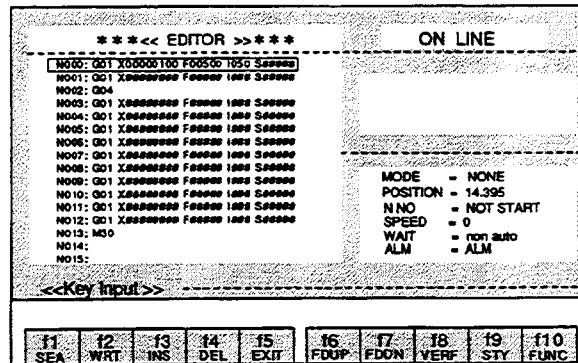 ***<< EDITOR >>***
ON LINE
N000: G01 X00000100 F00500 I050 S#####
N001: G01 X######## F##### I### S#####
N002: G04
N003: G01 X######## F##### I### S#####
N004: G01 X######## F##### I### S#####
N005: G01 X######## F##### I### S#####
N006: G01 X######## F##### I### S#####
N007: G01 X######## F##### I### S#####
N008: G01 X######## F##### I### S#####
N009: G01 X######## F##### I### S#####
N010: G01 X######## F##### I### S#####
N011: G01 X######## F##### I### S#####
N012: G01 X######## F##### I### S#####
N013: M30
N014:
N015:
MODE = NONE
POSITION = 14.395
N NO = NOT START
SPEED = 0
WAIT = non auto
ALM = ALM
<<Key Input>>
f1 f2 f3 f4 f5 f6 f7 f8 f9 f10
SEA WRT INS DEL EXIT FDUP FDDN VERF STY FUNC